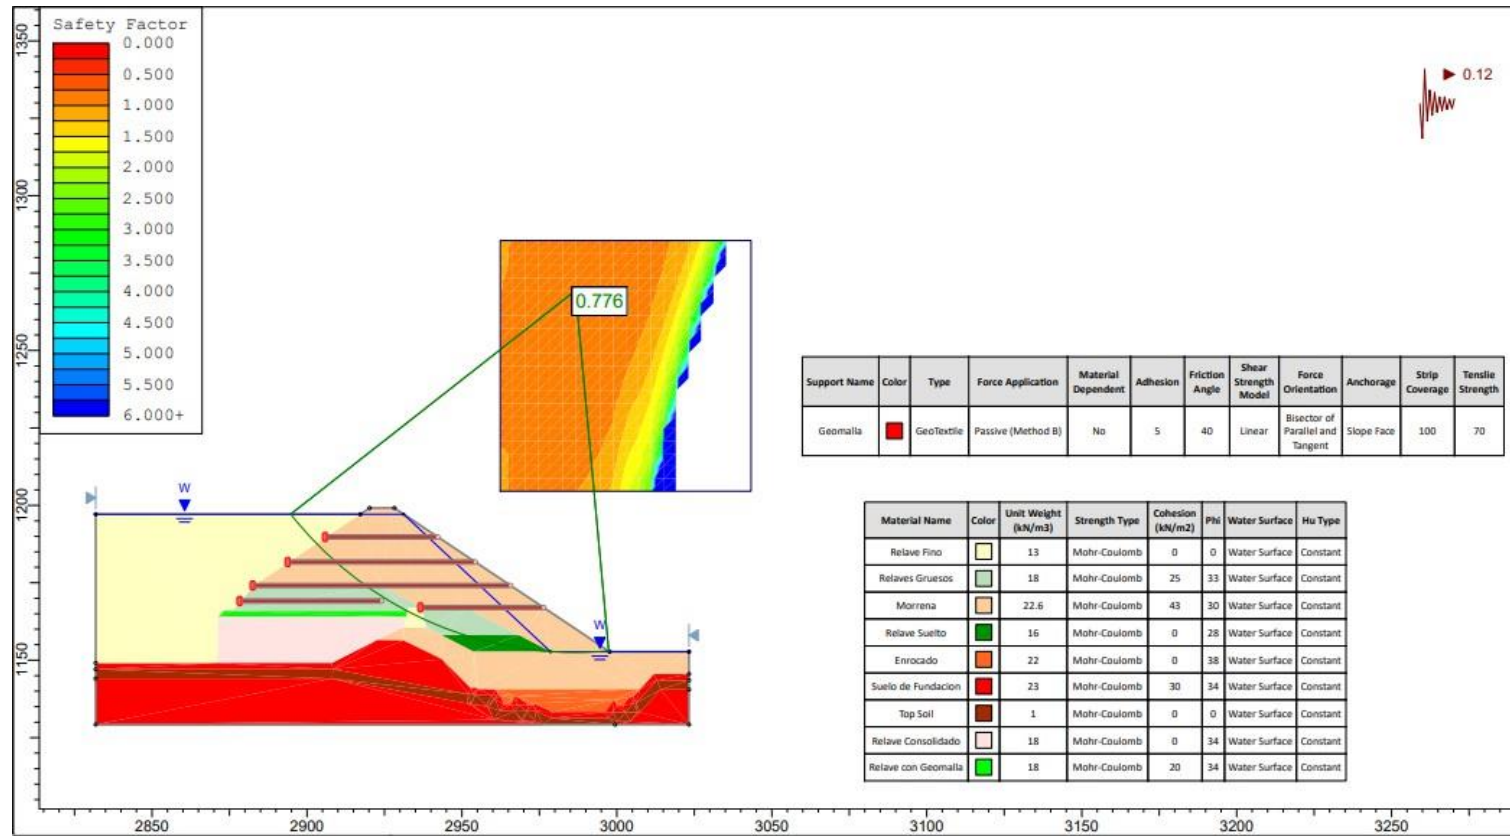 Safety Factor
0.000
0.500
1.000
1.500
2.000
2.500
3.000
3.500
4.000
4.500
5.000
5.500
6.000+
0.12
0.776
W
W
Support Name Color Type Force Application Material Dependent Adhesion Friction Angle Shear Strength Model Force Orientation Anchorage Strip Coverage Tenslie Strength
Geomalla GeoTextile Passive (Method B) No 5 40 Linear Bisector of Parallel and Tangent Slope Face 100 70
Material Name Color Unit Weight (kN/m3) Strength Type Cohesion (kN/m2) Phi Water Surface Hu Type
Relave Fino 13 Mohr-Coulomb 0 0 Water Surface Constant
Relaves Gruesos 18 Mohr-Coulomb 25 33 Water Surface Constant
Morrena 22.6 Mohr-Coulomb 43 30 Water Surface Constant
Relave Suelto 16 Mohr-Coulomb 0 28 Water Surface Constant
Enrocado 22 Mohr-Coulomb 0 38 Water Surface Constant
Suelo de Fundacion 23 Mohr-Coulomb 30 34 Water Surface Constant
Top Soil 1 Mohr-Coulomb 0 0 Water Surface Constant
Relave Consolidado 18 Mohr-Coulomb 0 34 Water Surface Constant
Relave con Geomalla 18 Mohr-Coulomb 20 34 Water Surface Constant
1350
1300
1250
1200
1150
2850 2900 2950 3000 3050 3100 3150 3200 3250